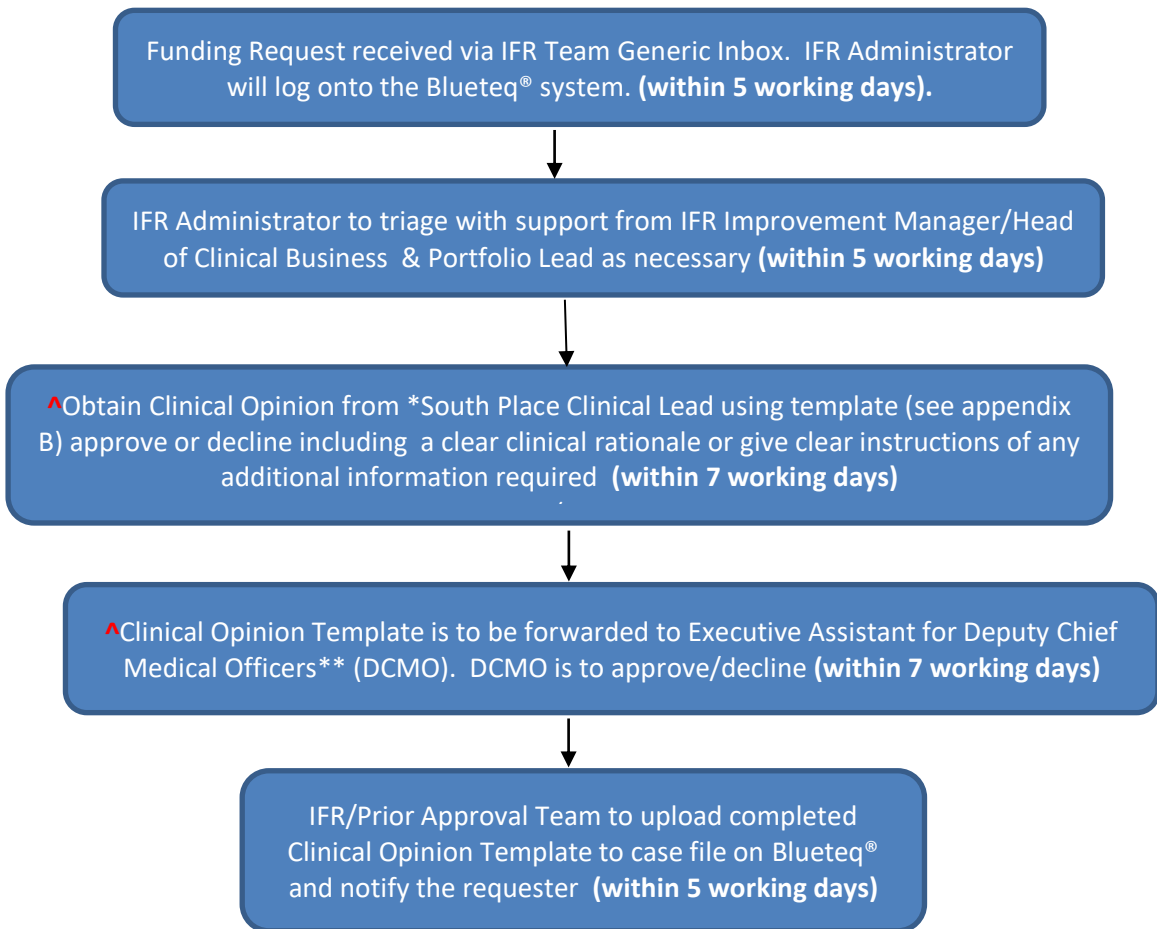 Funding Request received via IFR Team Generic Inbox.  IFR Administrator
will log onto the Blueteq® system. (within 5 working days).
IFR Administrator to triage with support from IFR Improvement Manager/Head
of Clinical Business  & Portfolio Lead as necessary (within 5 working days)
^Obtain Clinical Opinion from *South Place Clinical Lead using template (see appendix
B) approve or decline including  a clear clinical rationale or give clear instructions of any
additional information required  (within 7 working days)
^Clinical Opinion Template is to be forwarded to Executive Assistant for Deputy Chief
Medical Officers** (DCMO).  DCMO is to approve/decline (within 7 working days)
IFR/Prior Approval Team to upload completed
Clinical Opinion Template to case file on Blueteq®
and notify the requester  (within 5 working days)